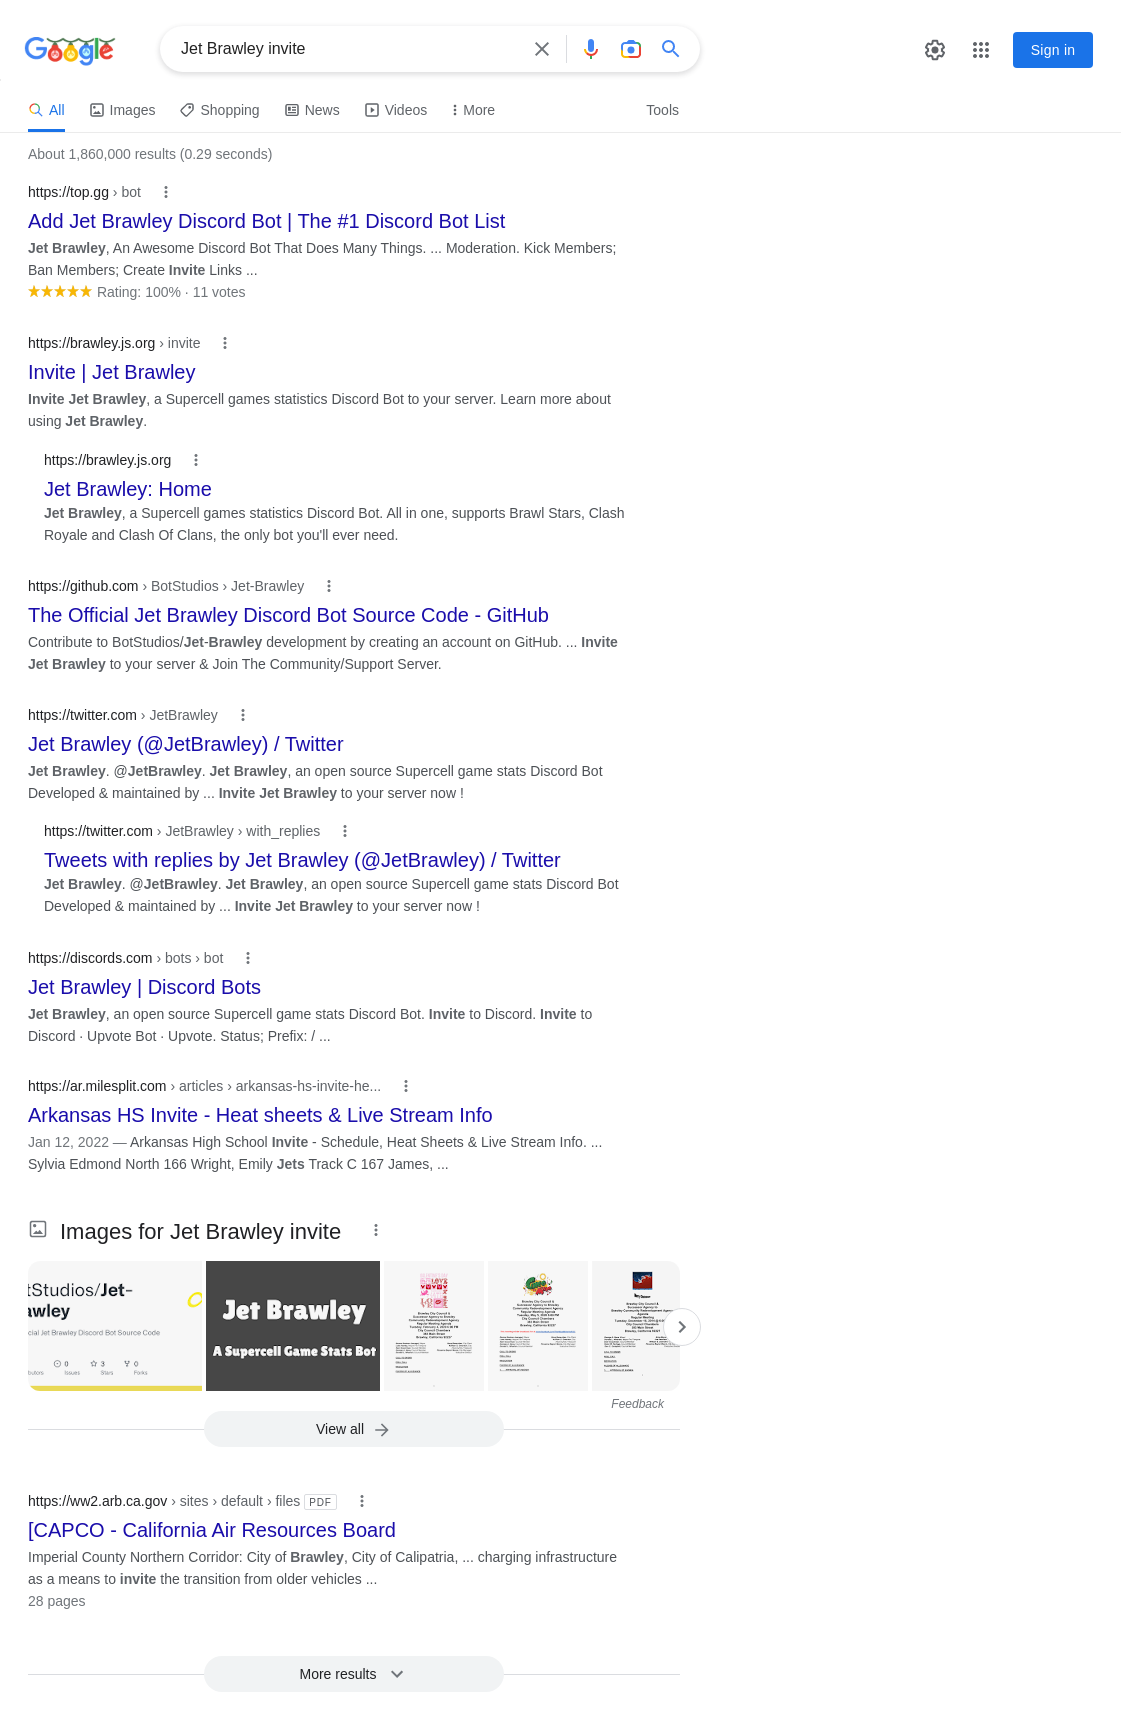 Google
Jet Brawley invite
Sign in
All
Images
Shopping
News
Videos
More
Tools
About 1,860,000 results (0.29 seconds)
https://top.gg › bot
Add Jet Brawley Discord Bot | The #1 Discord Bot List
Jet Brawley, An Awesome Discord Bot That Does Many Things. ... Moderation. Kick Members;
Ban Members; Create Invite Links ...
Rating: 100% · 11 votes
https://brawley.js.org › invite
Invite | Jet Brawley
Invite Jet Brawley, a Supercell games statistics Discord Bot to your server. Learn more about
using Jet Brawley.
https://brawley.js.org
Jet Brawley: Home
Jet Brawley, a Supercell games statistics Discord Bot. All in one, supports Brawl Stars, Clash
Royale and Clash Of Clans, the only bot you'll ever need.
https://github.com › BotStudios › Jet-Brawley
The Official Jet Brawley Discord Bot Source Code - GitHub
Contribute to BotStudios/Jet-Brawley development by creating an account on GitHub. ... Invite
Jet Brawley to your server & Join The Community/Support Server.
https://twitter.com › JetBrawley
Jet Brawley (@JetBrawley) / Twitter
Jet Brawley. @JetBrawley. Jet Brawley, an open source Supercell game stats Discord Bot
Developed & maintained by ... Invite Jet Brawley to your server now !
https://twitter.com › JetBrawley › with_replies
Tweets with replies by Jet Brawley (@JetBrawley) / Twitter
Jet Brawley. @JetBrawley. Jet Brawley, an open source Supercell game stats Discord Bot
Developed & maintained by ... Invite Jet Brawley to your server now !
https://discords.com › bots › bot
Jet Brawley | Discord Bots
Jet Brawley, an open source Supercell game stats Discord Bot. Invite to Discord. Invite to
Discord · Upvote Bot · Upvote. Status; Prefix: / ...
https://ar.milesplit.com › articles › arkansas-hs-invite-he...
Arkansas HS Invite - Heat sheets & Live Stream Info
Jan 12, 2022 — Arkansas High School Invite - Schedule, Heat Sheets & Live Stream Info. ...
Sylvia Edmond North 166 Wright, Emily Jets Track C 167 James, ...
Images for Jet Brawley invite
tStudios/Jet-
awley
cial Jet Brawley Discord Bot Source Code
0 3 0
butors Issues Stars Forks
Jet Brawley
A Supercell Game Stats Bot
Feedback
View all
https://ww2.arb.ca.gov › sites › default › files PDF
[CAPCO - California Air Resources Board
Imperial County Northern Corridor: City of Brawley, City of Calipatria, ... charging infrastructure
as a means to invite the transition from older vehicles ...
28 pages
More results